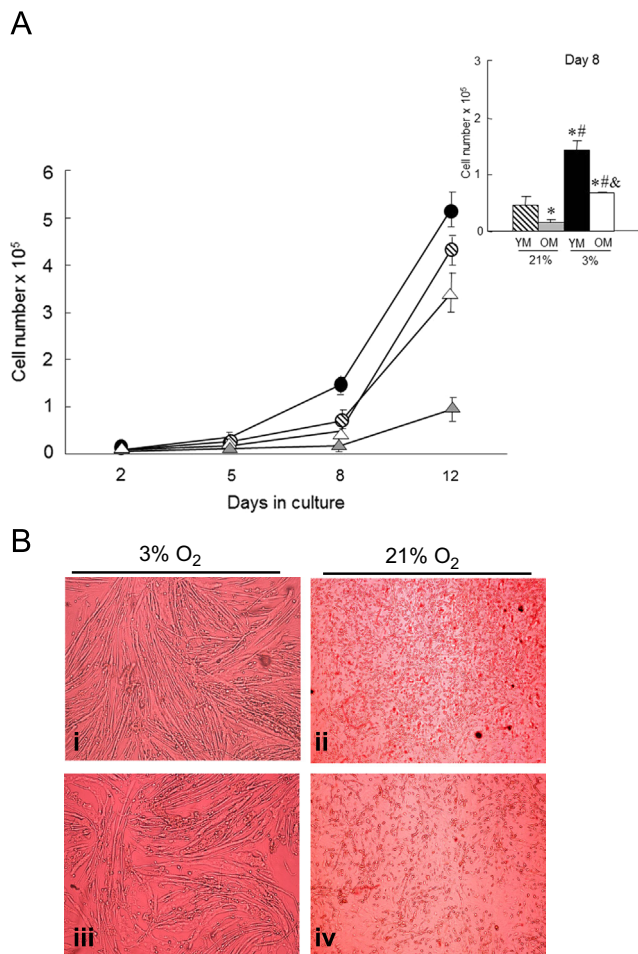 A
Day 8
Cell number x 10⁵
3
2
1
0
*
*#
*#&
YM OM YM OM
21% 3%
Cell number x 10⁵
6
5
4
3
2
1
0
2 5 8 12
Days in culture
B
3% O₂ 21% O₂
i ii
iii iv